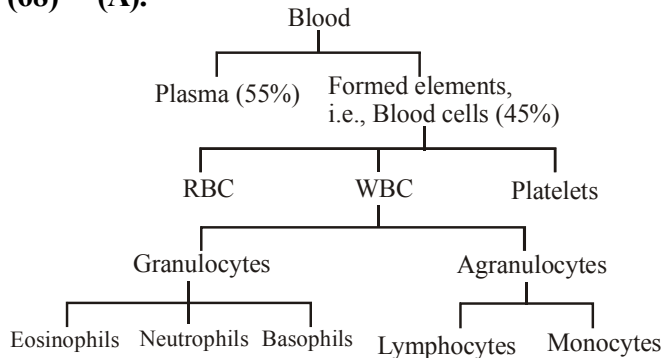 (68) (A).
Blood
Plasma (55%)
Formed elements,
i.e., Blood cells (45%)
RBC WBC Platelets
Granulocytes Agranulocytes
Eosinophils Neutrophils Basophils Lymphocytes Monocytes